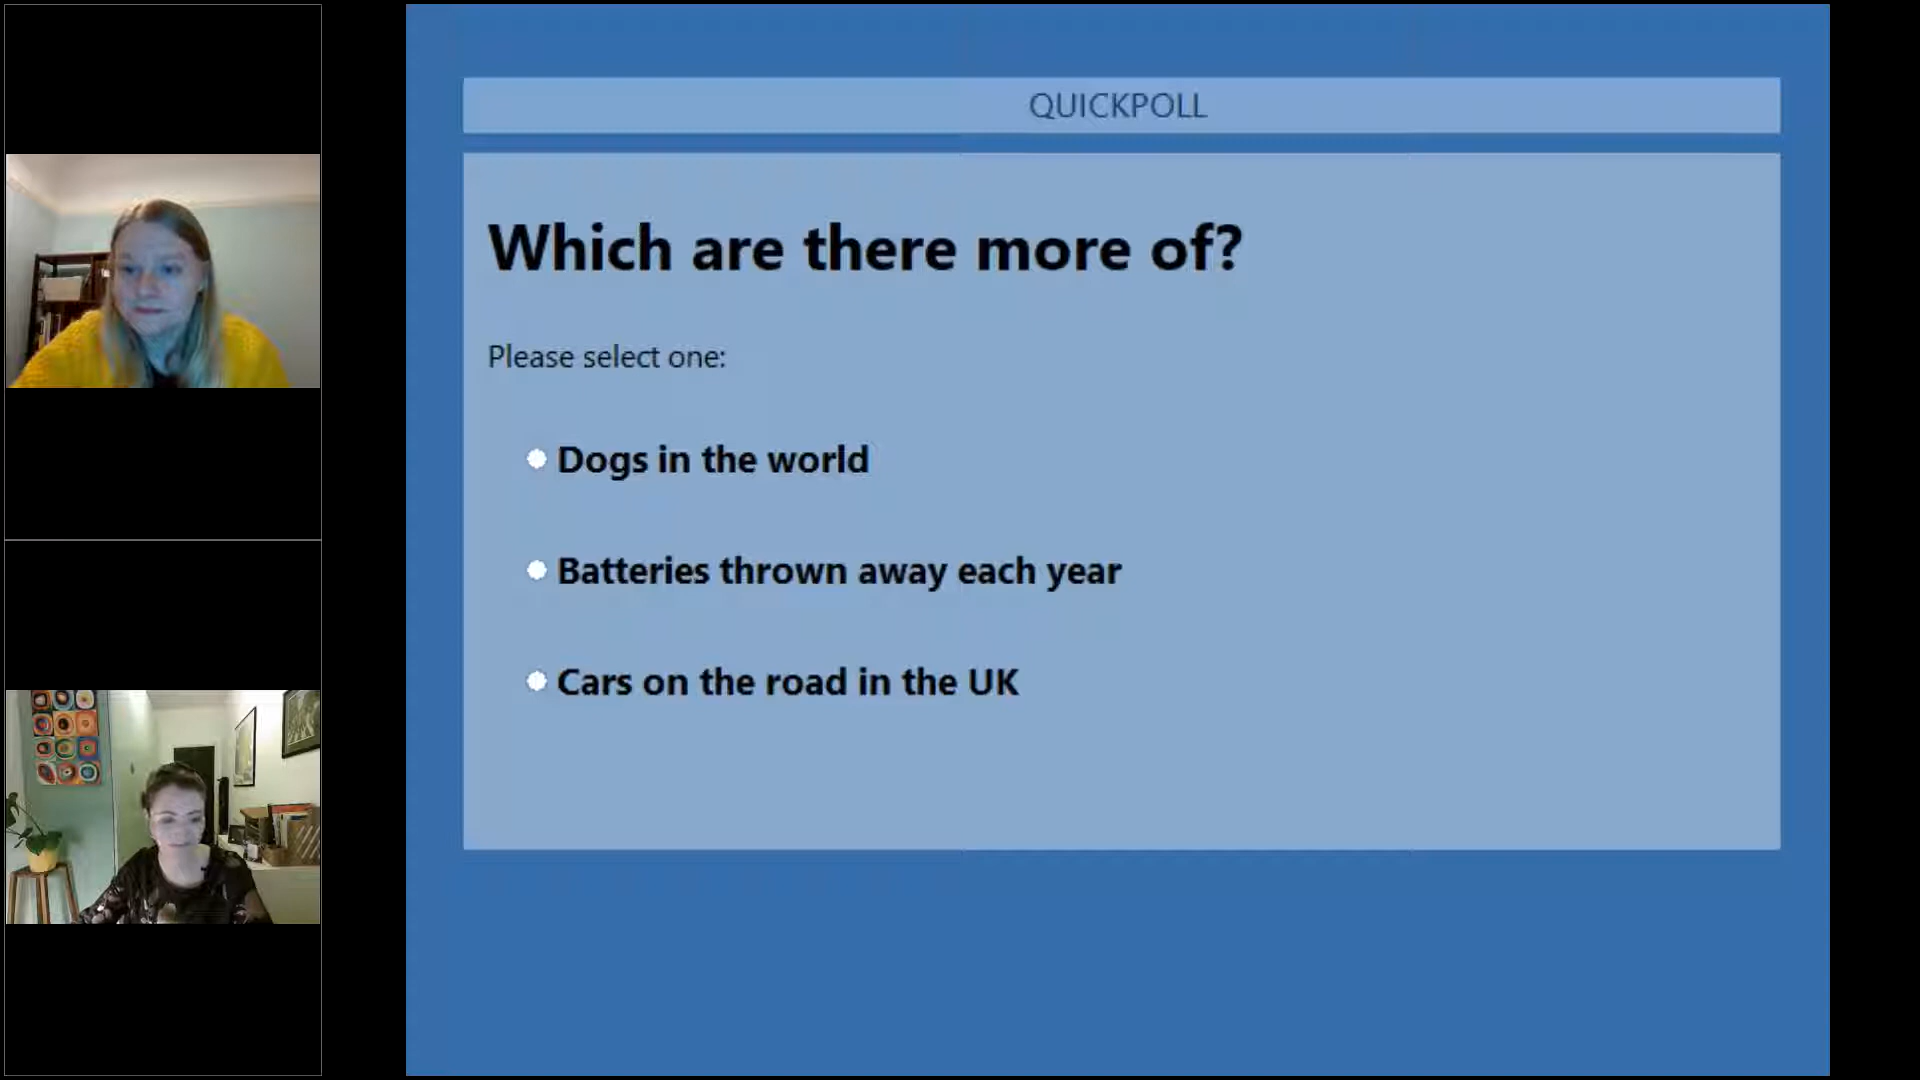 QUICKPOLL
Which are there more of?
Please select one:
Dogs in the world
Batteries thrown away each year
Cars on the road in the UK